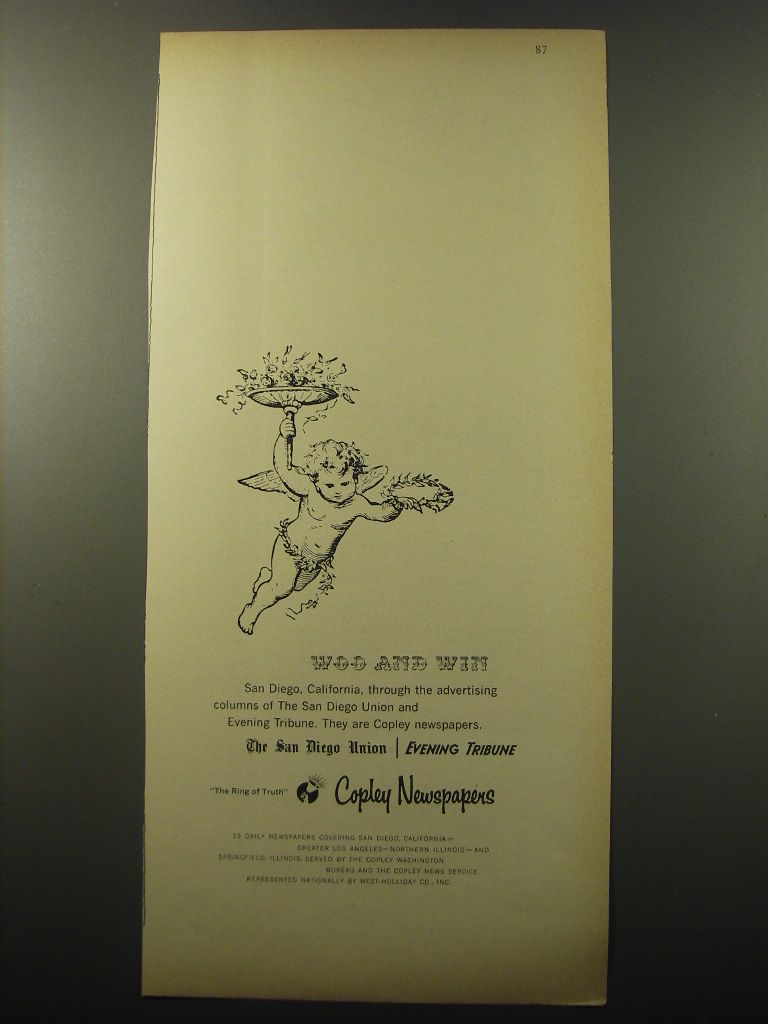 87
WOO AND WIN
San Diego, California, through the advertising
columns of The San Diego Union and
Evening Tribune. They are Copley newspapers.
The San Diego Union | EVENING TRIBUNE
"The Ring of Truth" Copley Newspapers
15 DAILY NEWSPAPERS COVERING SAN DIEGO, CALIFORNIA—
GREATER LOS ANGELES—NORTHERN ILLINOIS—AND
SPRINGFIELD, ILLINOIS. SERVED BY THE COPLEY WASHINGTON
BUREAU AND THE COPLEY NEWS SERVICE.
REPRESENTED NATIONALLY BY WEST-HOLLIDAY CO., INC.